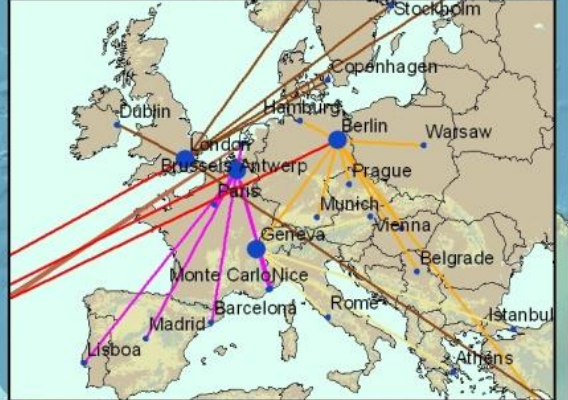 Stockholm
Copenhagen
Hamburg
Dublin
Berlin
Warsaw
London
Brussels
Antwerp
Prague
Paris
Munich
Vienna
Geneva
Belgrade
Monte Carlo
Nice
Barcelona
Rome
Istanbul
Madrid
Lisboa
Athens